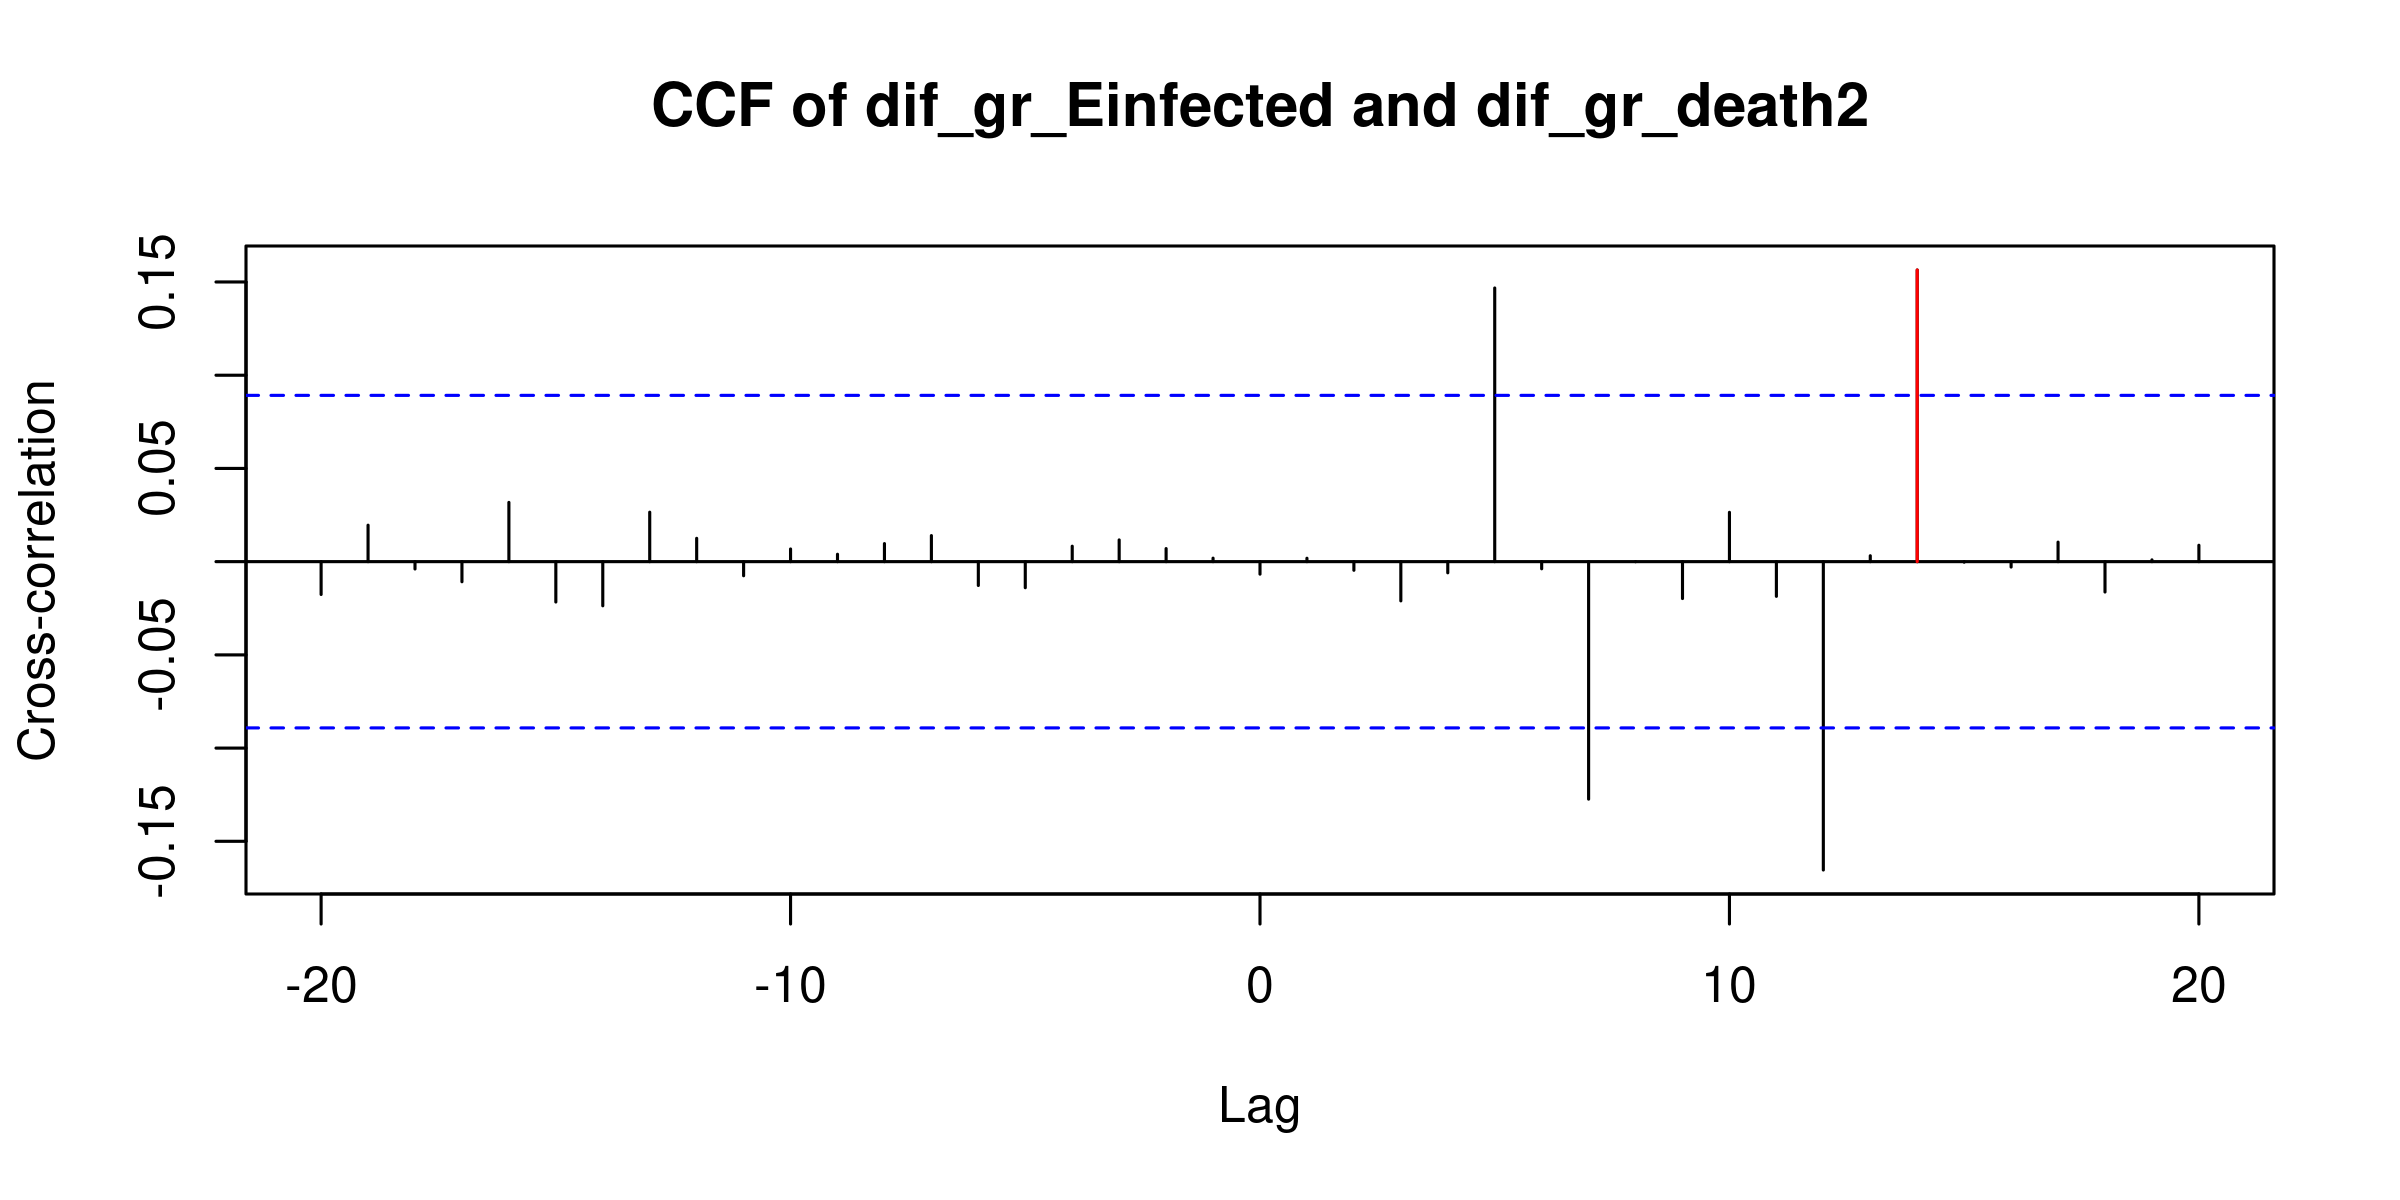 CCF of dif_gr_Einfected and dif_gr_death2
Cross-correlation
0.15
0.05
-0.05
-0.15
-20 -10 0 10 20
Lag